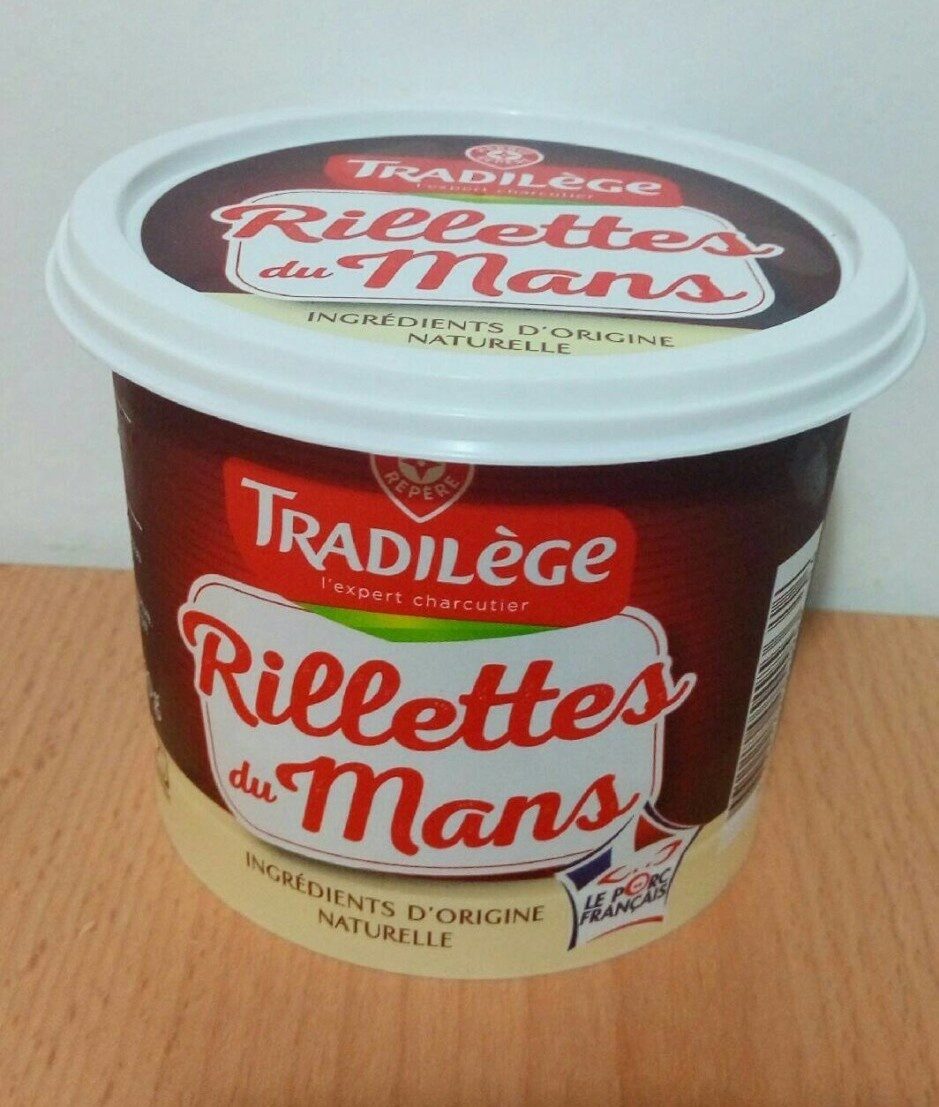 TRADILÈGE
l'expert charcutier
Rillettes
du Mans
INGRÉDIENTS D'ORIGINE
NATURELLE
REPÈRE
TRADILÈGE
l'expert charcutier
Rillettes
du Mans
INGRÉDIENTS D'ORIGINE
NATURELLE
LE PORC
FRANÇAIS